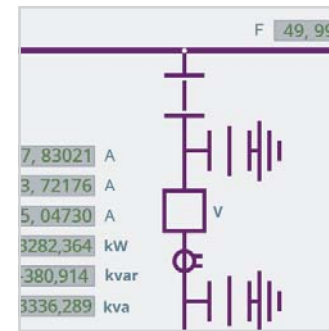 F 49, 99
7, 83021 A
3, 72176 A
V
5, 04730 A
3282,364 kW
380,914 kvar
3336,289 kva